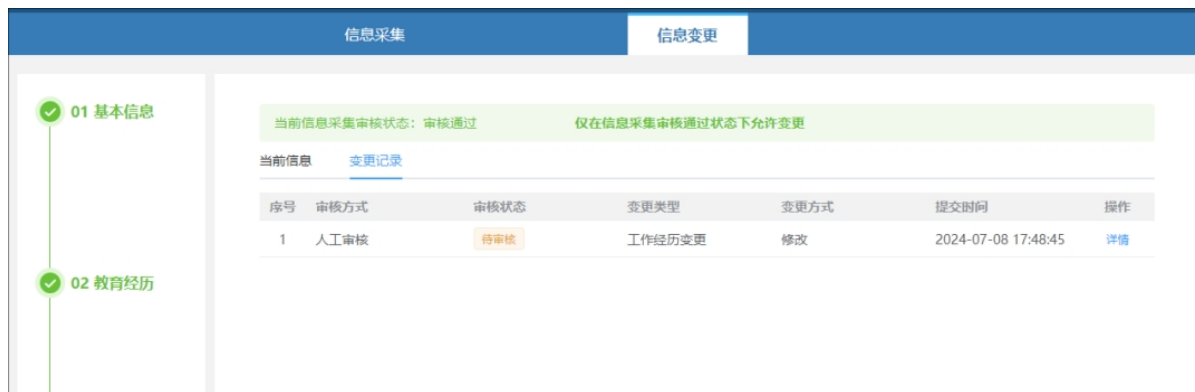 信息采集 信息变更
01 基本信息
当前信息采集审核状态：审核通过 仅在信息采集审核通过状态下允许变更
当前信息 变更记录
序号 审核方式 审核状态 变更类型 变更方式 提交时间 操作
1 人工审核 待审核 工作经历变更 修改 2024-07-08 17:48:45 详情
02 教育经历